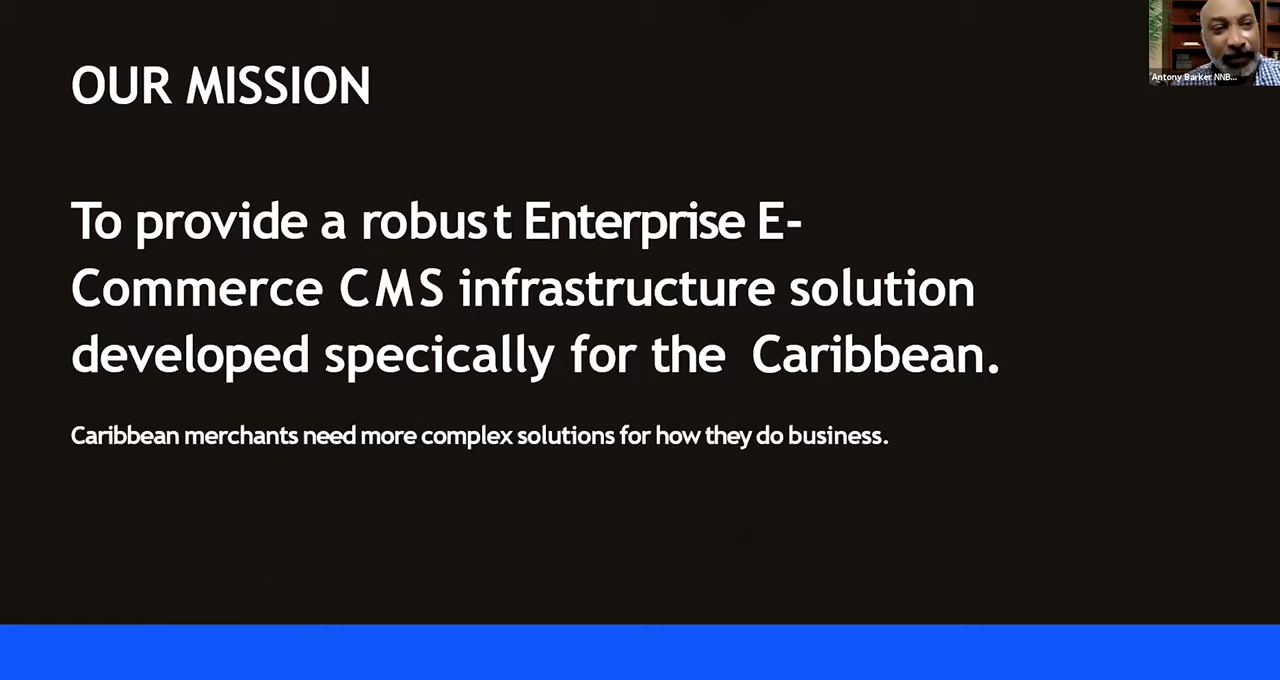 OUR MISSION
Antony Barker NNB...
To provide a robust Enterprise E-
Commerce CMS infrastructure solution
developed specically for the Caribbean.
Caribbean merchants need more complex solutions for how they do business.